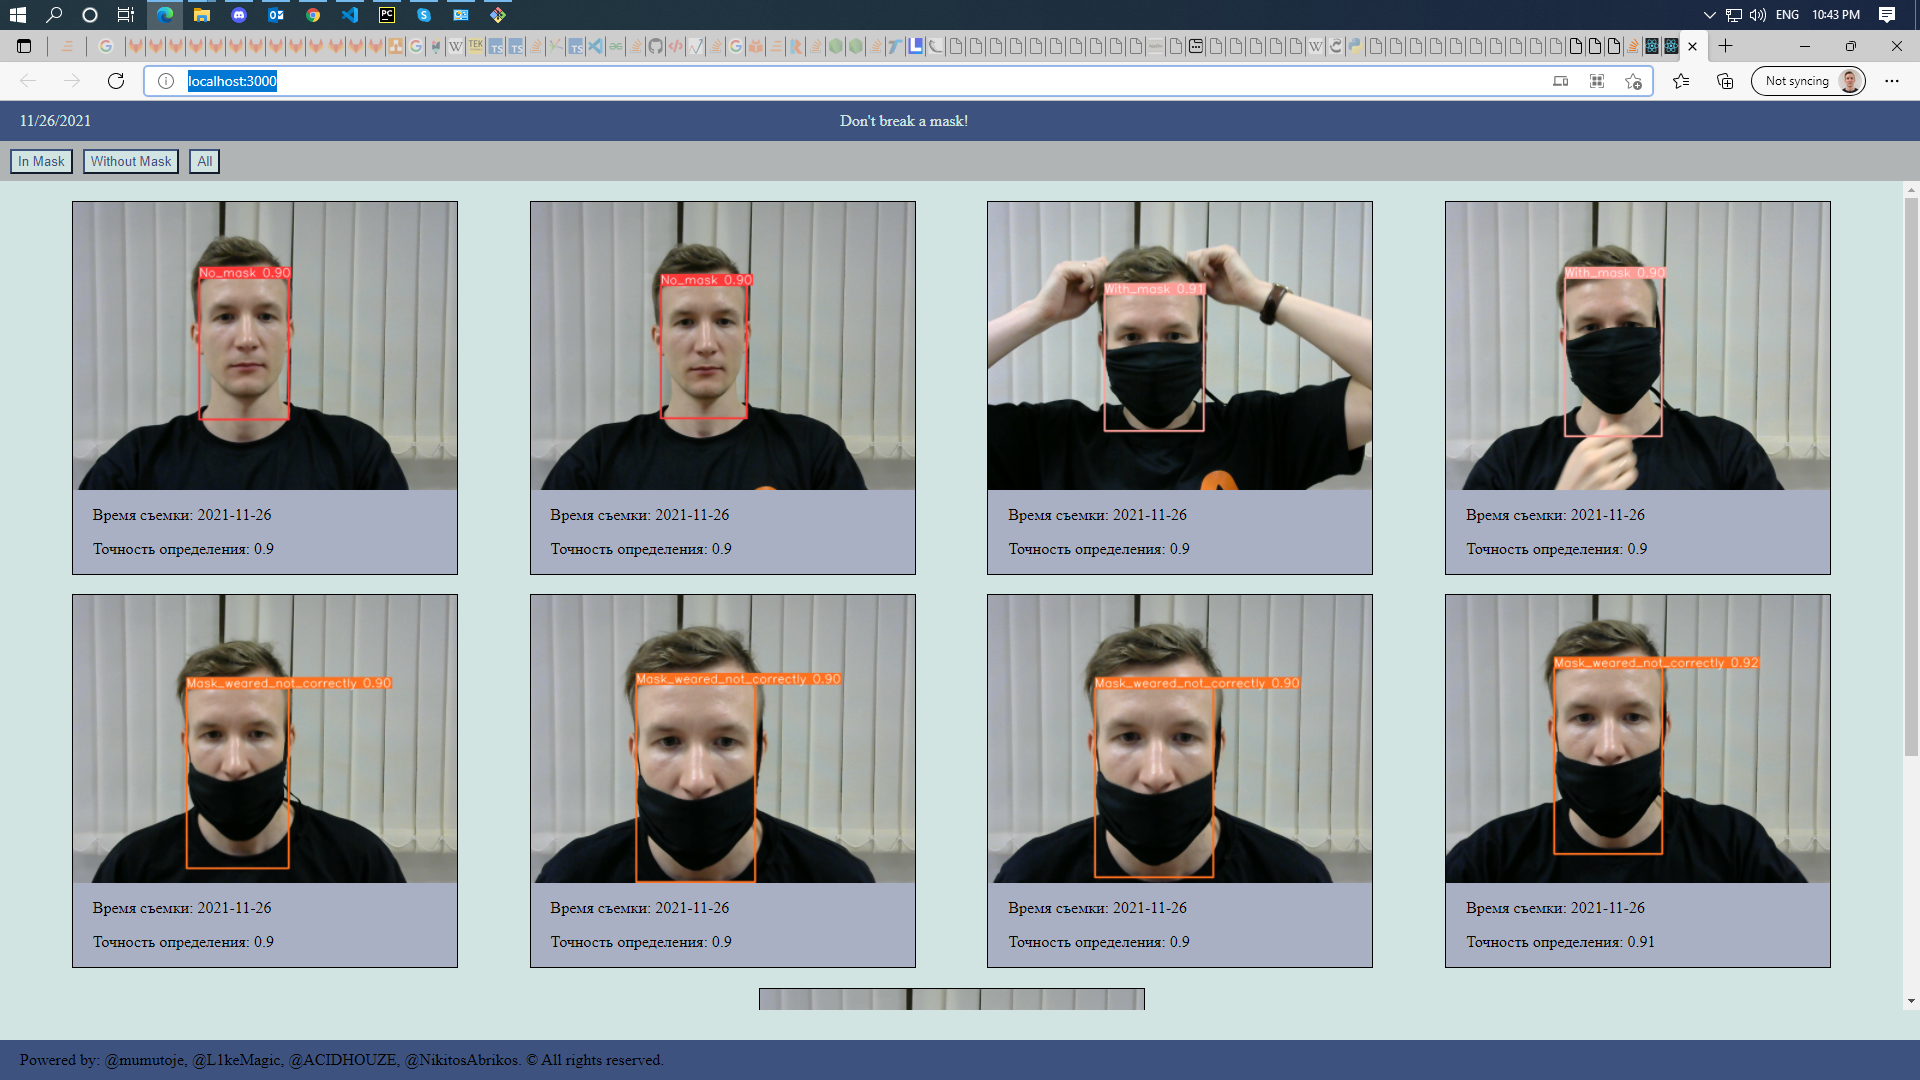 ENG 10:43 PM
localhost:3000
Not syncing
11/26/2021
Don't break a mask!
In Mask
Without Mask
All
No_mask 0.90
No_mask 0.90
With_mask 0.91
With_mask 0.90
Время съемки: 2021-11-26
Время съемки: 2021-11-26
Время съемки: 2021-11-26
Время съемки: 2021-11-26
Точность определения: 0.9
Точность определения: 0.9
Точность определения: 0.9
Точность определения: 0.9
Mask_weared_not_correctly 0.90
Mask_weared_not_correctly 0.90
Mask_weared_not_correctly 0.90
Mask_weared_not_correctly 0.92
Время съемки: 2021-11-26
Время съемки: 2021-11-26
Время съемки: 2021-11-26
Время съемки: 2021-11-26
Точность определения: 0.9
Точность определения: 0.9
Точность определения: 0.9
Точность определения: 0.91
Powered by: @mumutoje, @L1keMagic, @ACIDHOUZE, @NikitosAbrikos. © All rights reserved.